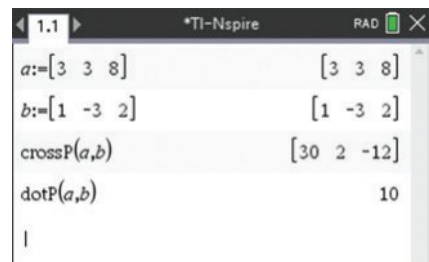 1.1 *TI-Nspire RAD
a:=[3 3 8] [3 3 8]
b:=[1 -3 2] [1 -3 2]
crossP(a,b) [30 2 -12]
dotP(a,b) 10